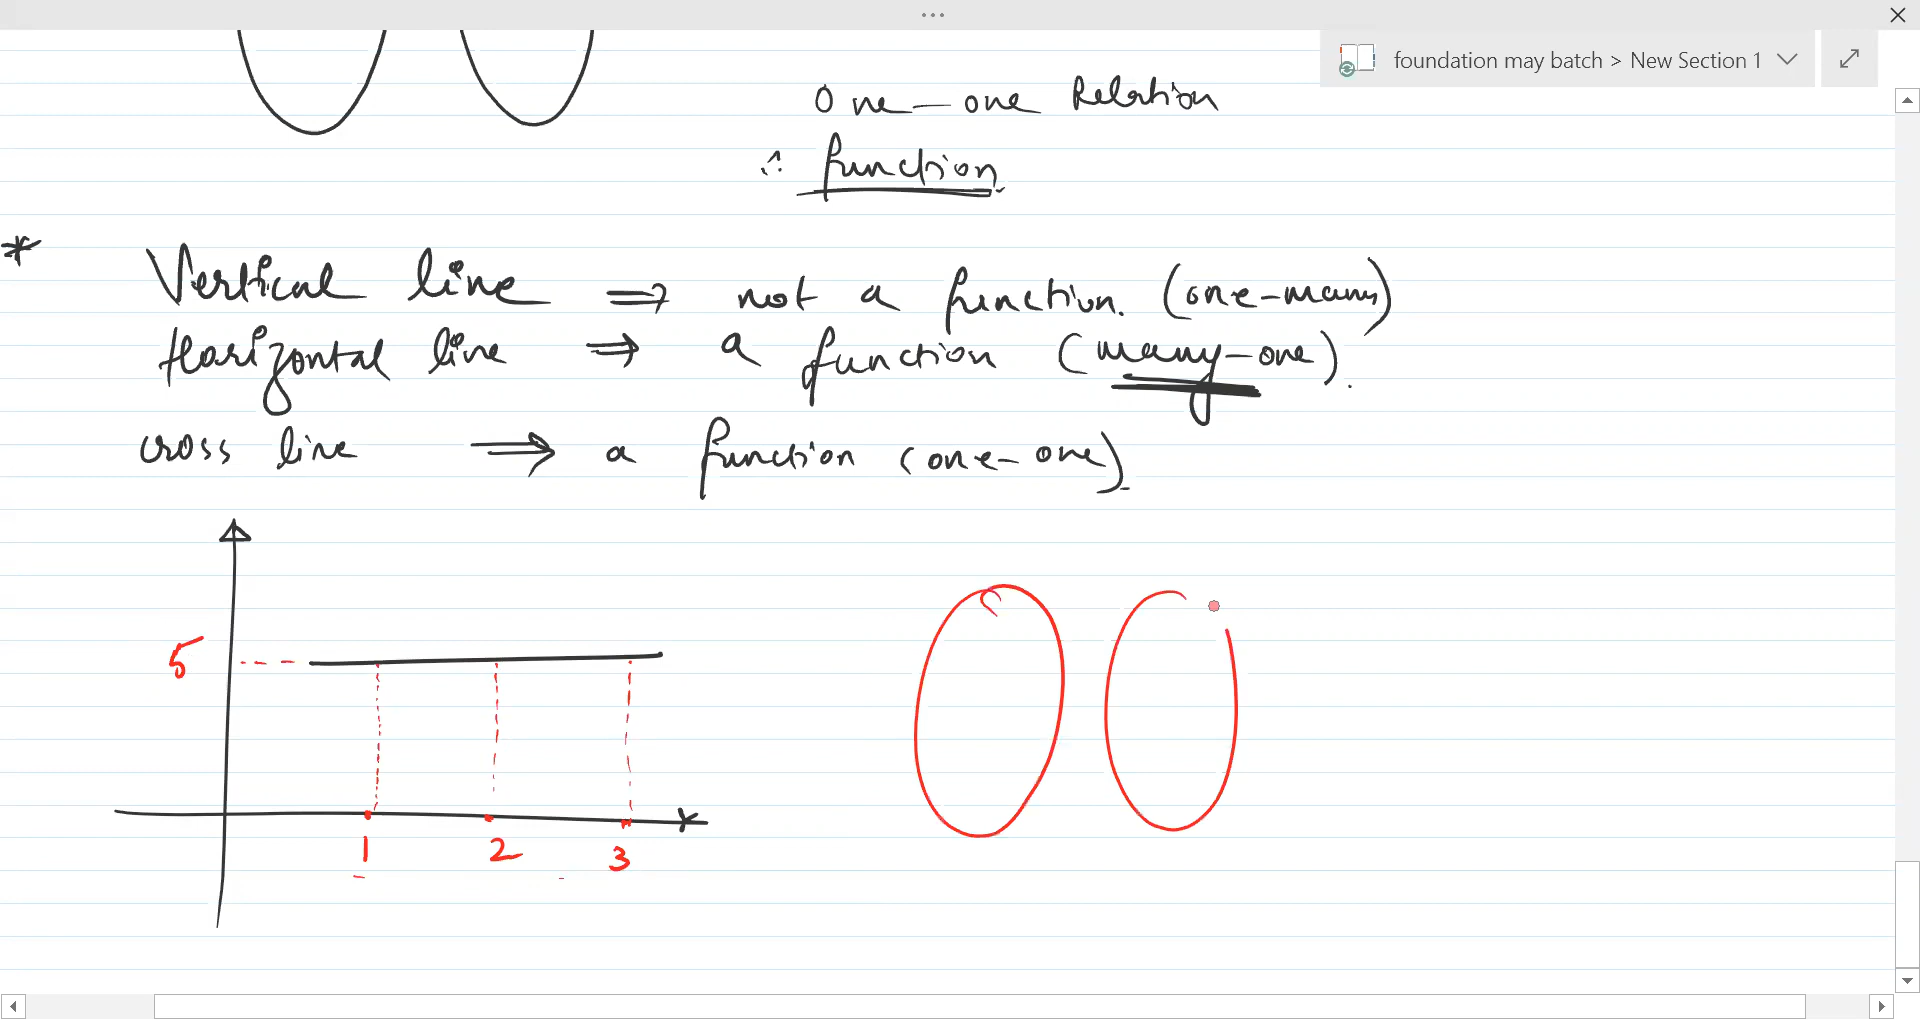 foundation may batch > New Section 1
One-one Relation
∴ function
* Vertical line ⇒ not a function. (one-many)
Horizontal line ⇒ a function (many-one).
cross line ⇒ a function (one-one).
5
1 2 3